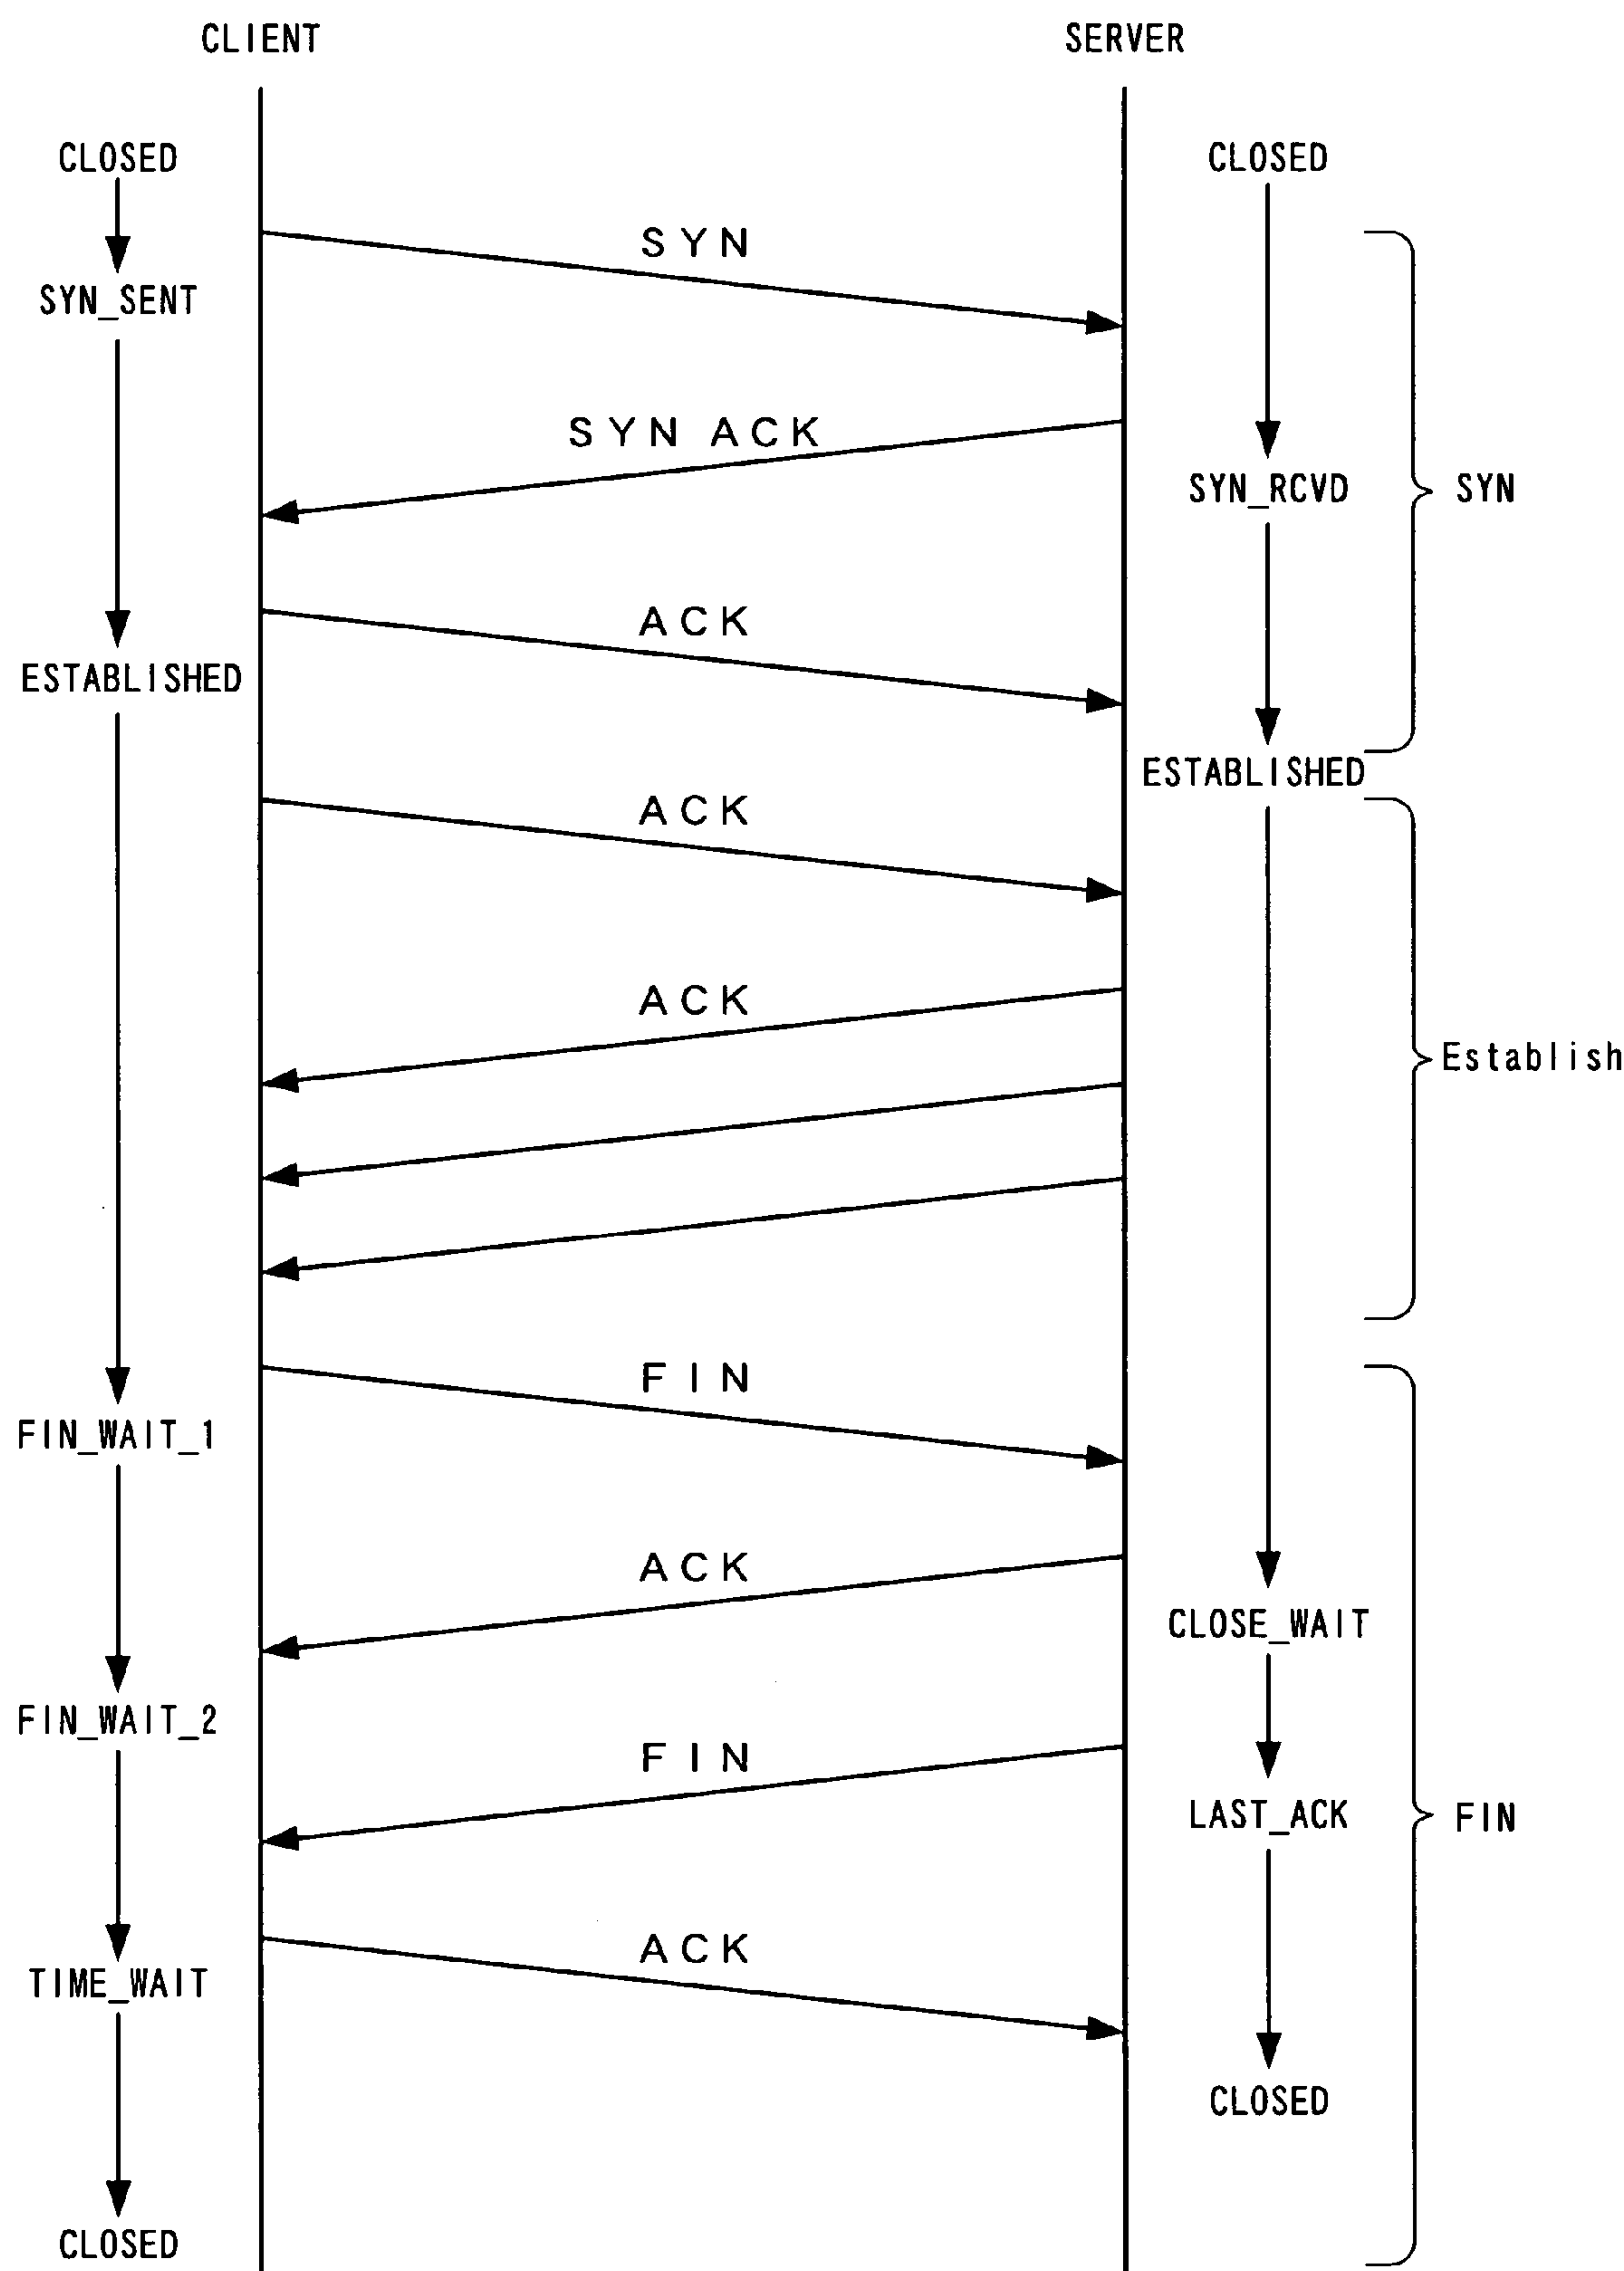 CLIENT
SERVER
CLOSED
CLOSED
SYN
SYN_SENT
SYN ACK
SYN_RCVD
SYN
ACK
ESTABLISHED
ESTABLISHED
ACK
ACK
Establish
FIN
FIN_WAIT_1
ACK
CLOSE_WAIT
FIN_WAIT_2
FIN
LAST_ACK
FIN
ACK
TIME_WAIT
CLOSED
CLOSED